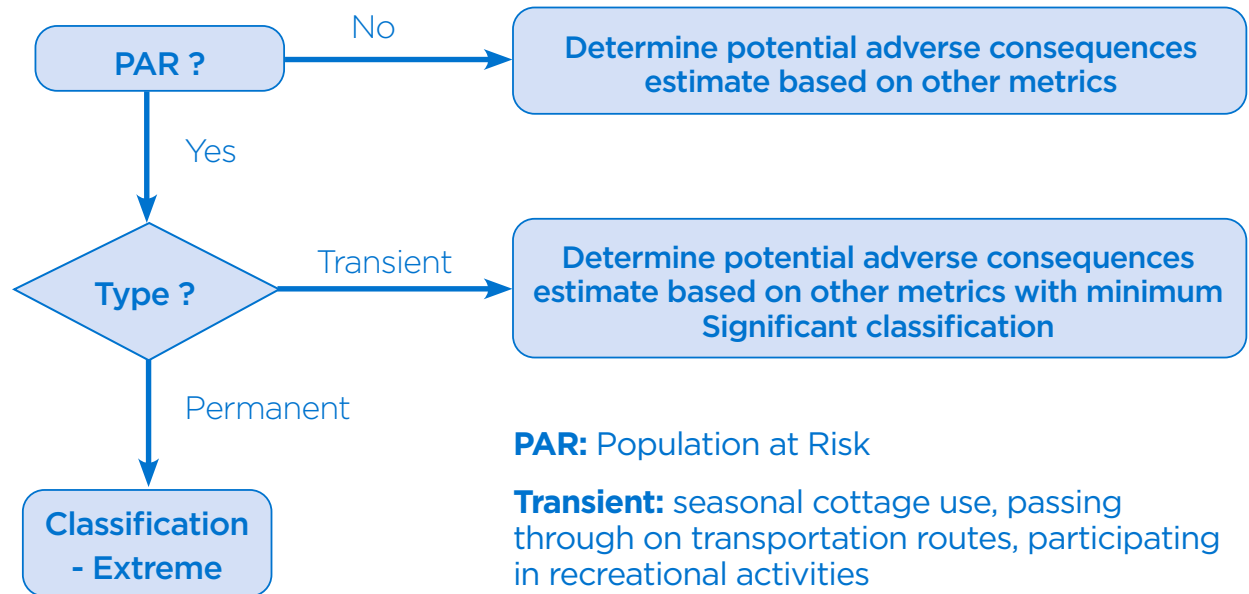 PAR ?
No
Determine potential adverse consequences
estimate based on other metrics
Yes
Type ?
Transient
Determine potential adverse consequences
estimate based on other metrics with minimum
Significant classification
Permanent
Classification
- Extreme
PAR: Population at Risk
Transient: seasonal cottage use, passing
through on transportation routes, participating
in recreational activities